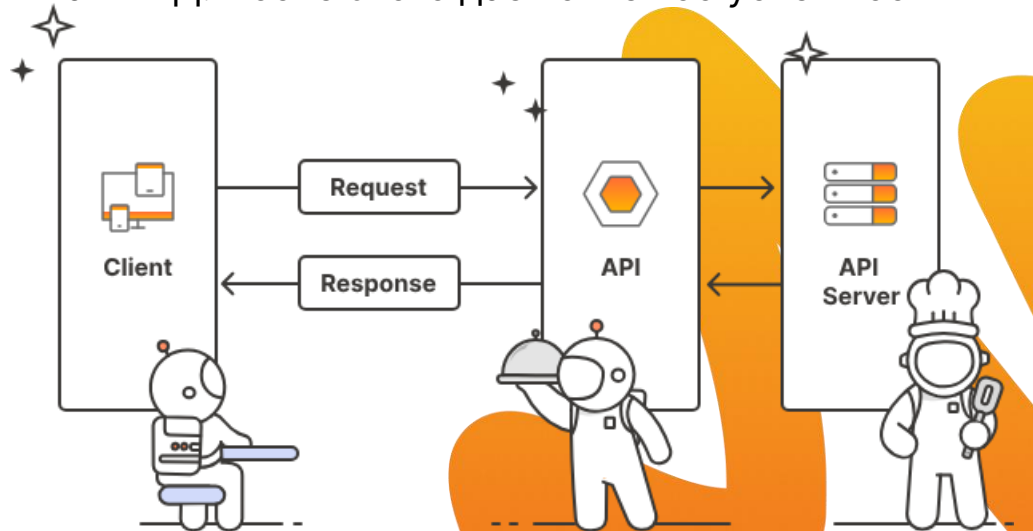 Request
Client
Response
API
API
Server